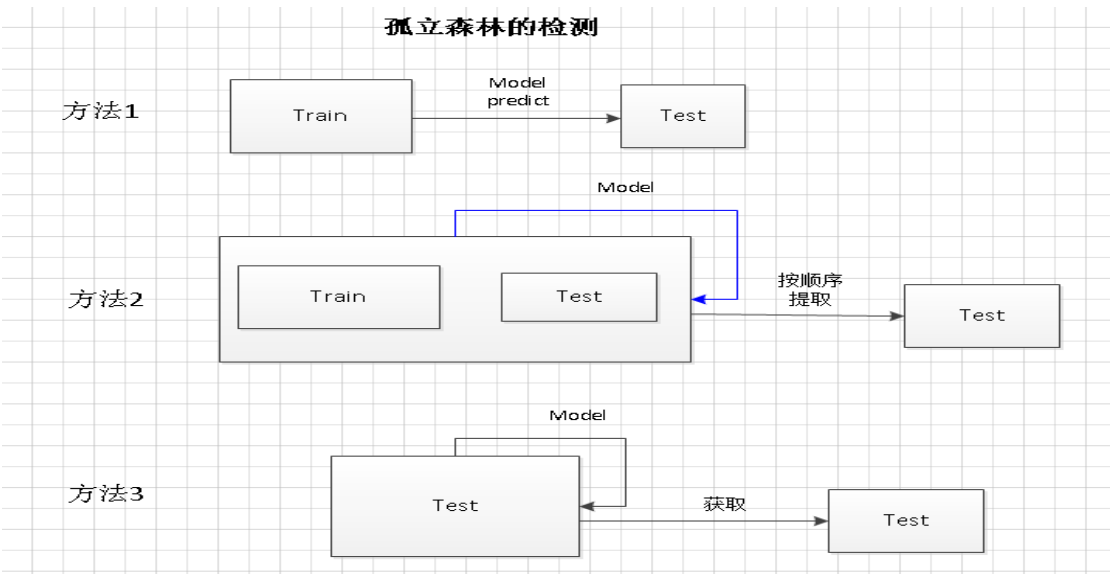 孤立森林的检测
方法1
Train
Model
predict
Test
Model
方法2
Train
Test
按顺序
提取
Test
Model
方法3
Test
获取
Test